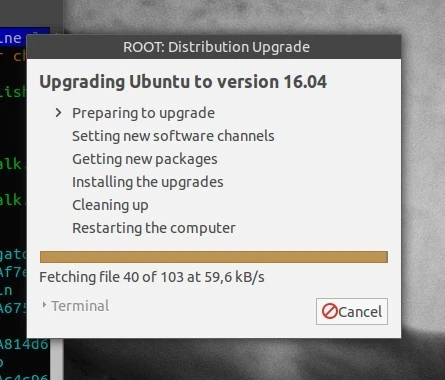 ROOT: Distribution Upgrade
Upgrading Ubuntu to version 16.04
Preparing to upgrade
Setting new software channels
Getting new packages
Installing the upgrades
Cleaning up
Restarting the computer
Fetching file 40 of 103 at 59,6 kB/s
Terminal
Cancel